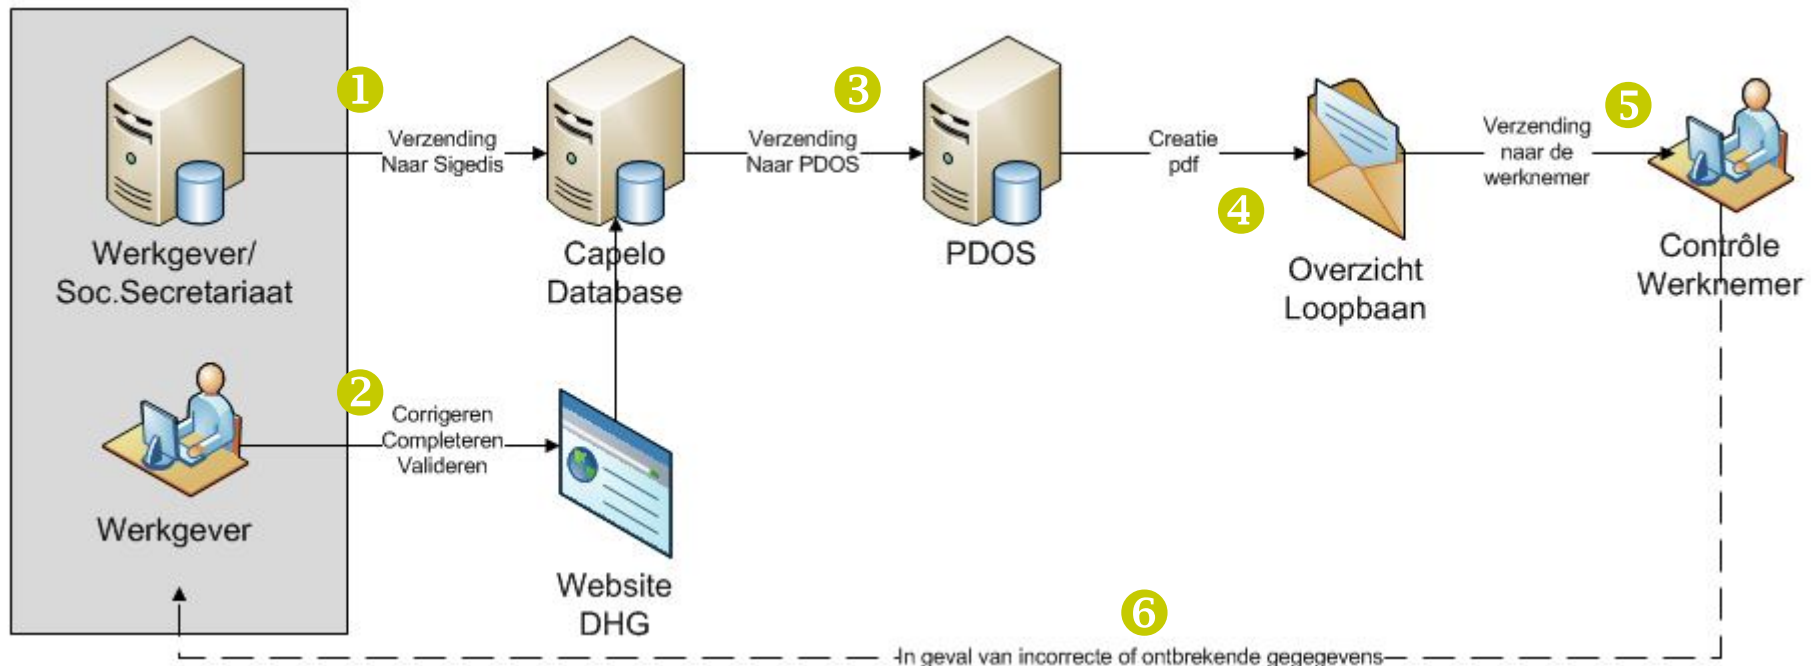 1
Verzending
Naar Sigedis
3
Verzending
Naar PDOS
Creatie
pdf
4
5
Verzending
naar de
werknemer
Werkgever/
Soc.Secretariaat
Capelo
Database
PDOS
Overzicht
Loopbaan
Contrôle
Werknemer
2
Corrigeren
Completeren
Valideren
Werkgever
Website
DHG
6
In geval van incorrecte of ontbrekende gegegevens